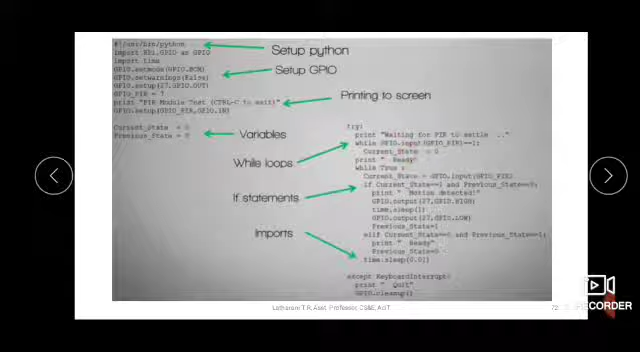 #!/usr/bin/python
import RPi.GPIO as GPIO
import time
GPIO.setmode(GPIO.BCM)
GPIO.setwarnings(False)
GPIO.setup(27,GPIO.OUT)
GPIO_PIR = 7
print "PIR Module Test (CTRL-C to exit)"
GPIO.setup(GPIO_PIR,GPIO.IN)
Current_State = 0
Previous_State = 0
Setup python
Setup GPIO
Printing to screen
Variables
While loops
If statements
Imports
try:
print "Waiting for PIR to settle ..."
while GPIO.input(GPIO_PIR)==1:
Current_State = 0
print " Ready"
while True :
Current_State = GPIO.input(GPIO_PIR)
if Current_State==1 and Previous_State==0:
print " Motion detected!"
GPIO.output(27,GPIO.HIGH)
time.sleep(1)
GPIO.output(27,GPIO.LOW)
Previous_State=1
elif Current_State==0 and Previous_State==1:
print " Ready"
Previous_State=0
time.sleep(0.01)
except KeyboardInterrupt:
print " Quit"
GPIO.cleanup()
Asst. Professor, CS&E, AIT
72
RECORDER